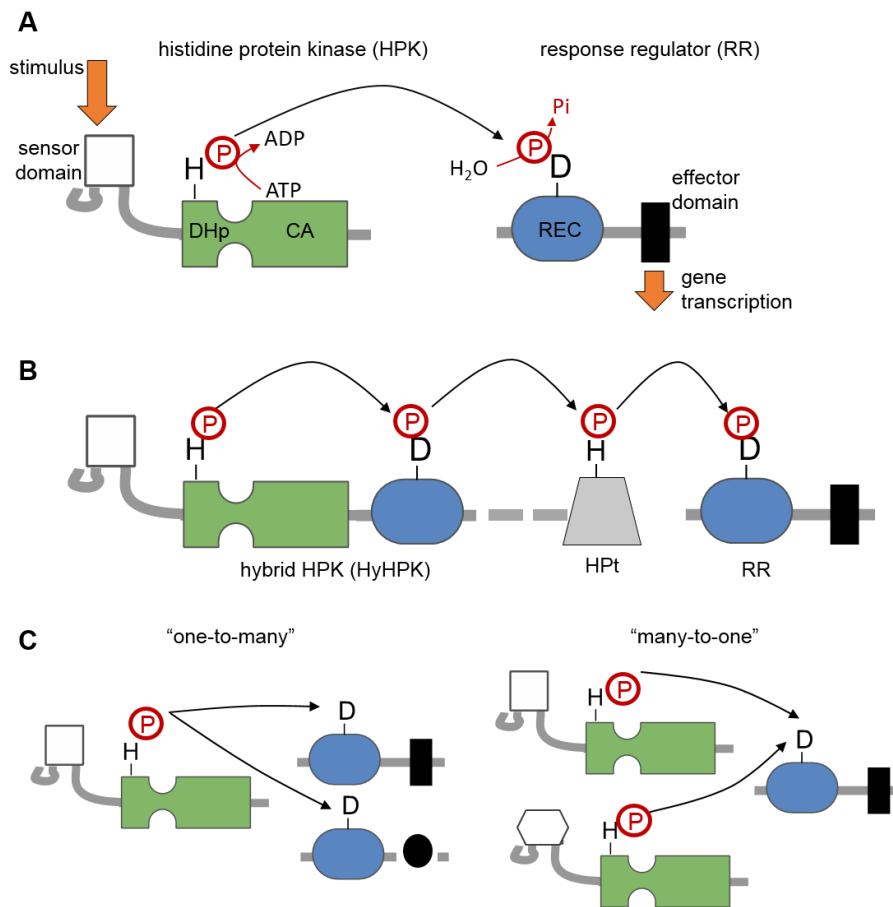 A
histidine protein kinase (HPK)
response regulator (RR)
stimulus
sensor
domain
H
P
ADP
ATP
DHp
CA
Pi
P
H₂O
D
REC
effector
domain
gene
transcription
B
P
H
P
D
P
H
P
D
hybrid HPK (HyHPK)
HPt
RR
C
"one-to-many"
"many-to-one"
P
H
D
D
H
P
D
H
P